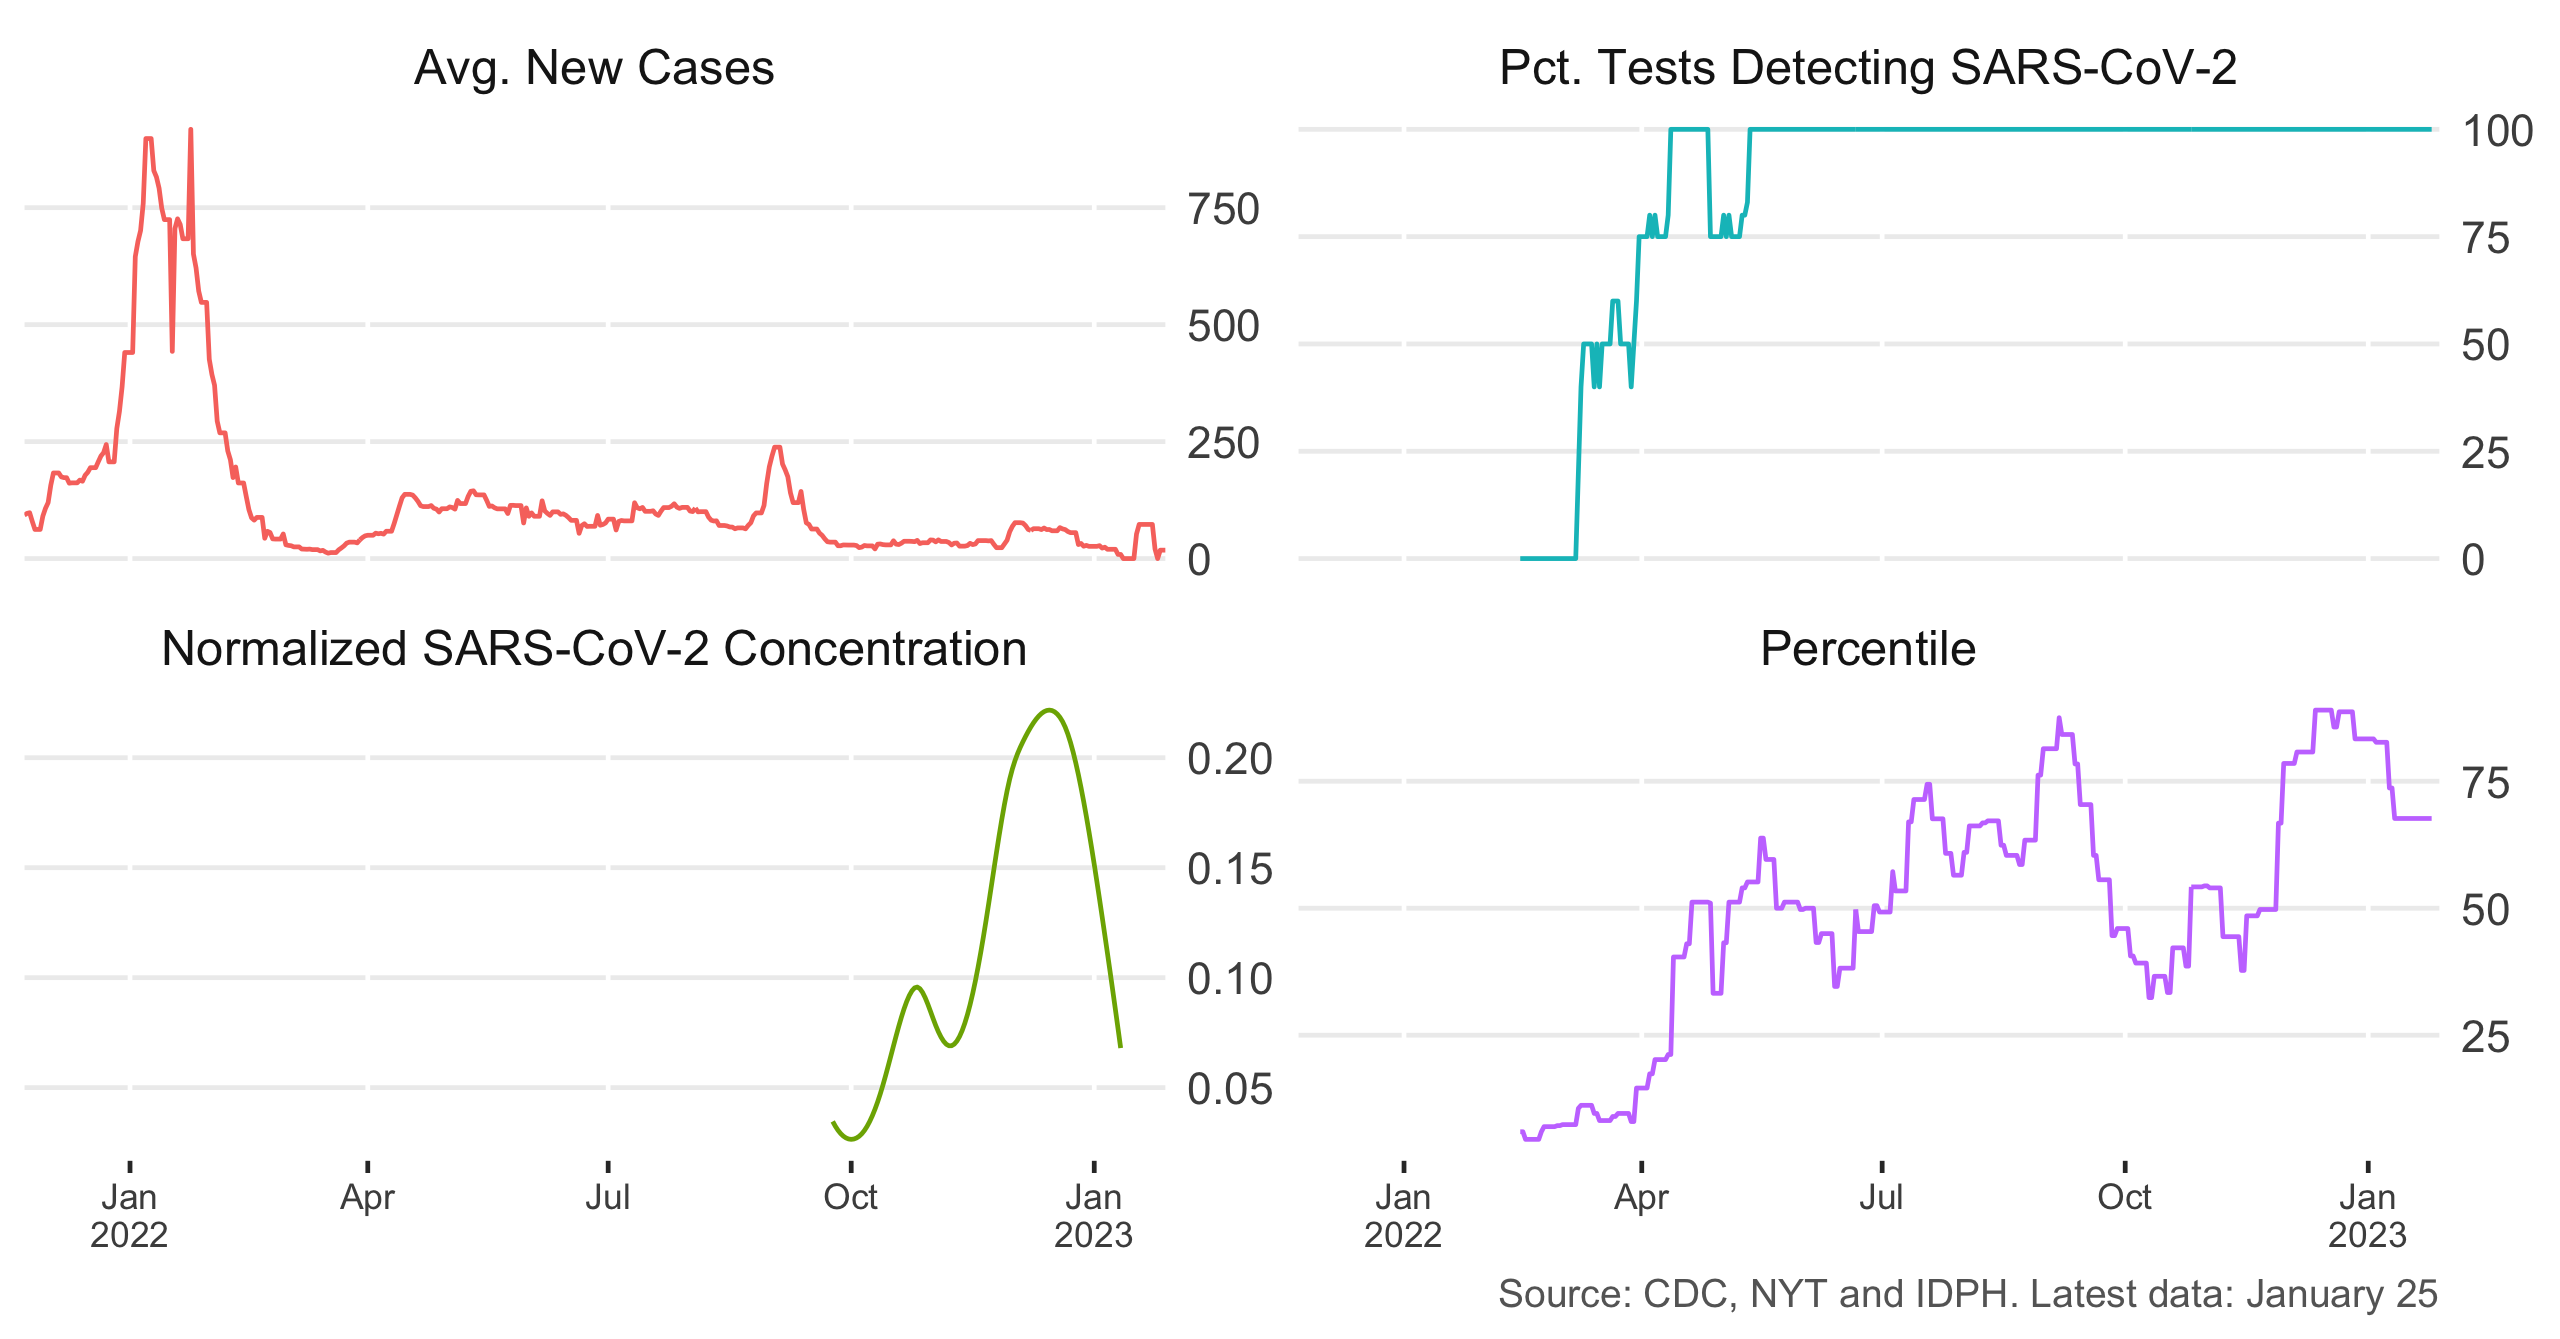 Avg. New Cases
Pct. Tests Detecting SARS-CoV-2
750
500
250
0
100
75
50
25
0
Normalized SARS-CoV-2 Concentration
Percentile
0.20
0.15
0.10
0.05
75
50
25
Jan Apr Jul Oct Jan
2022 2023
Jan Apr Jul Oct Jan
2022 2023
Source: CDC, NYT and IDPH. Latest data: January 25